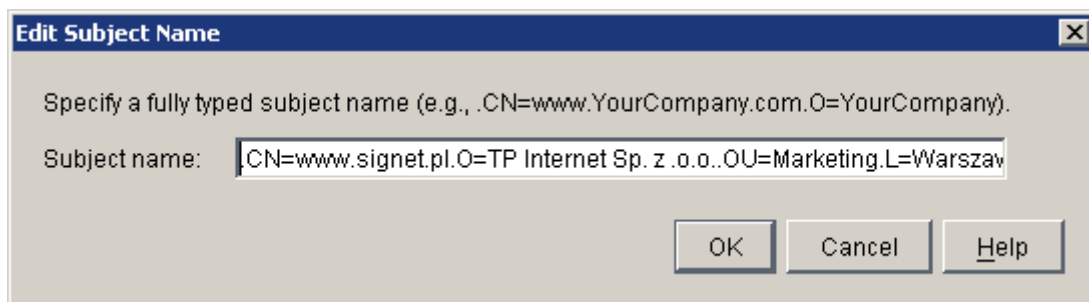 Edit Subject Name
Specify a fully typed subject name (e.g., .CN=www.YourCompany.com.O=YourCompany).
Subject name: .CN=www.signet.pl.O=TP Internet Sp. z .o.o..OU=Marketing.L=Warszaw
OK Cancel Help